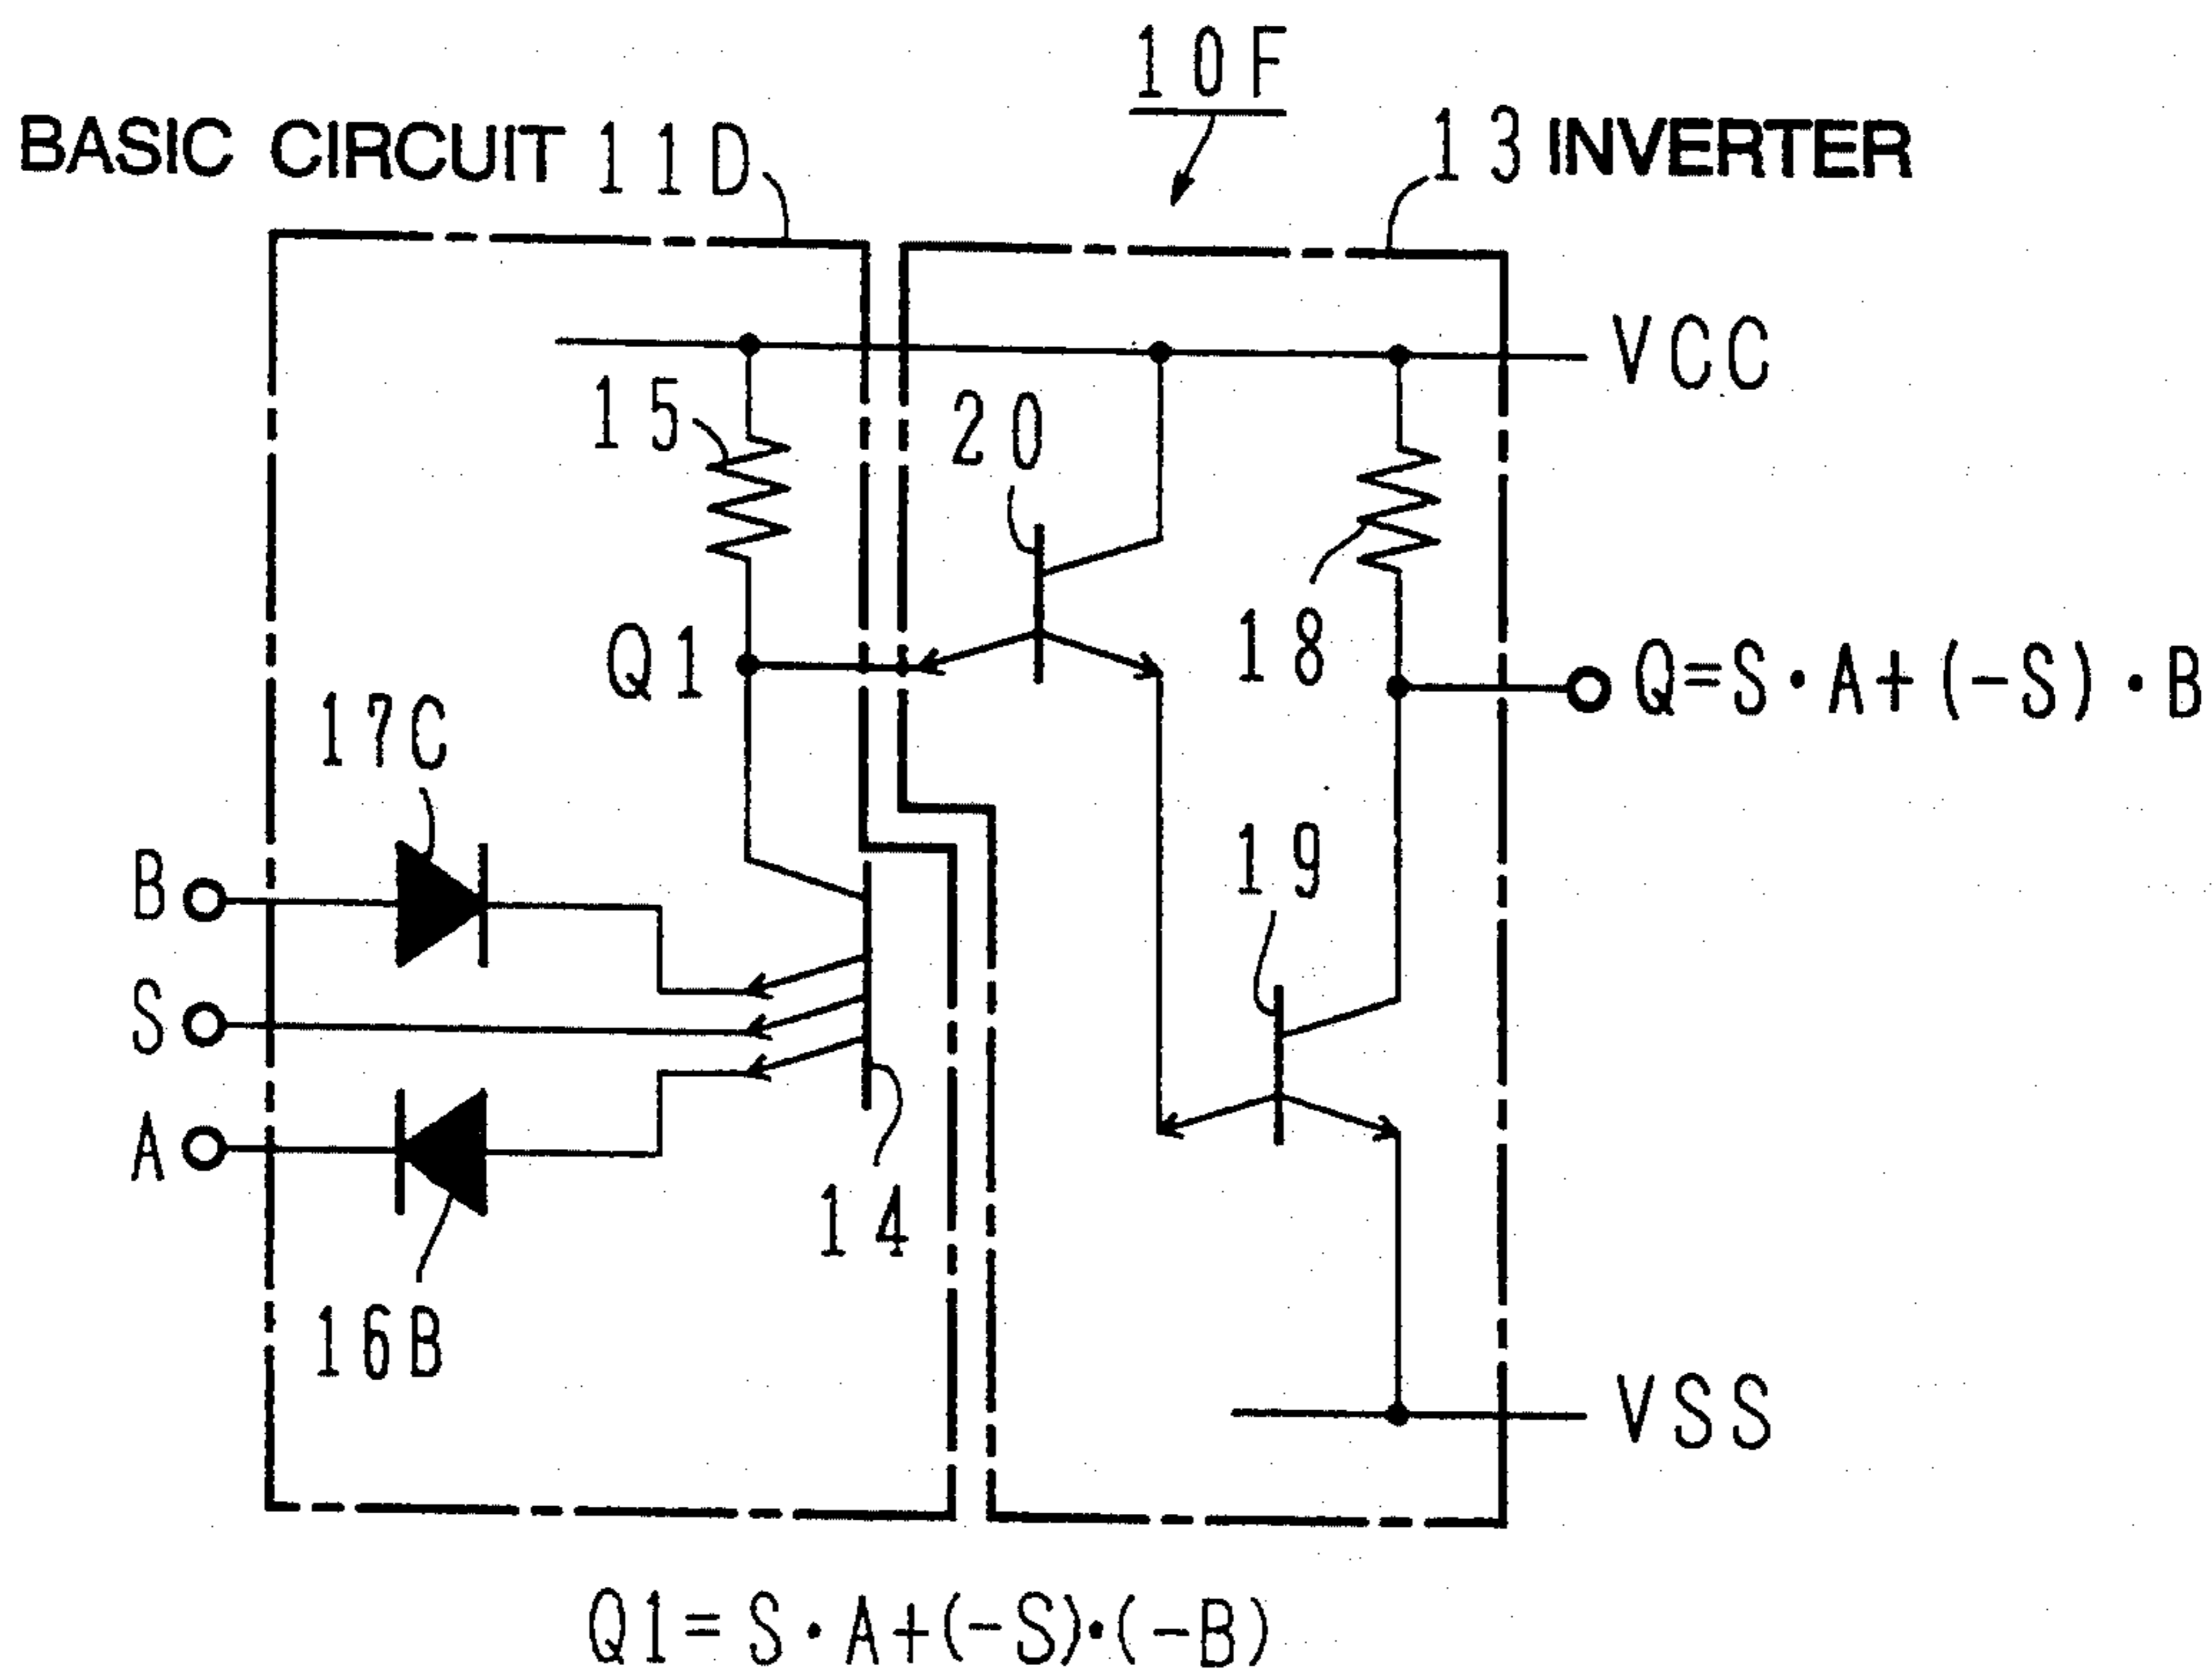 10F
BASIC CIRCUIT 11D
13 INVERTER
VCC
15
20
18
Q1
Q=S·A+(-S)·B
17C
19
B
S
A
14
16B
VSS
Q1=S·A+(-S)·(-B)